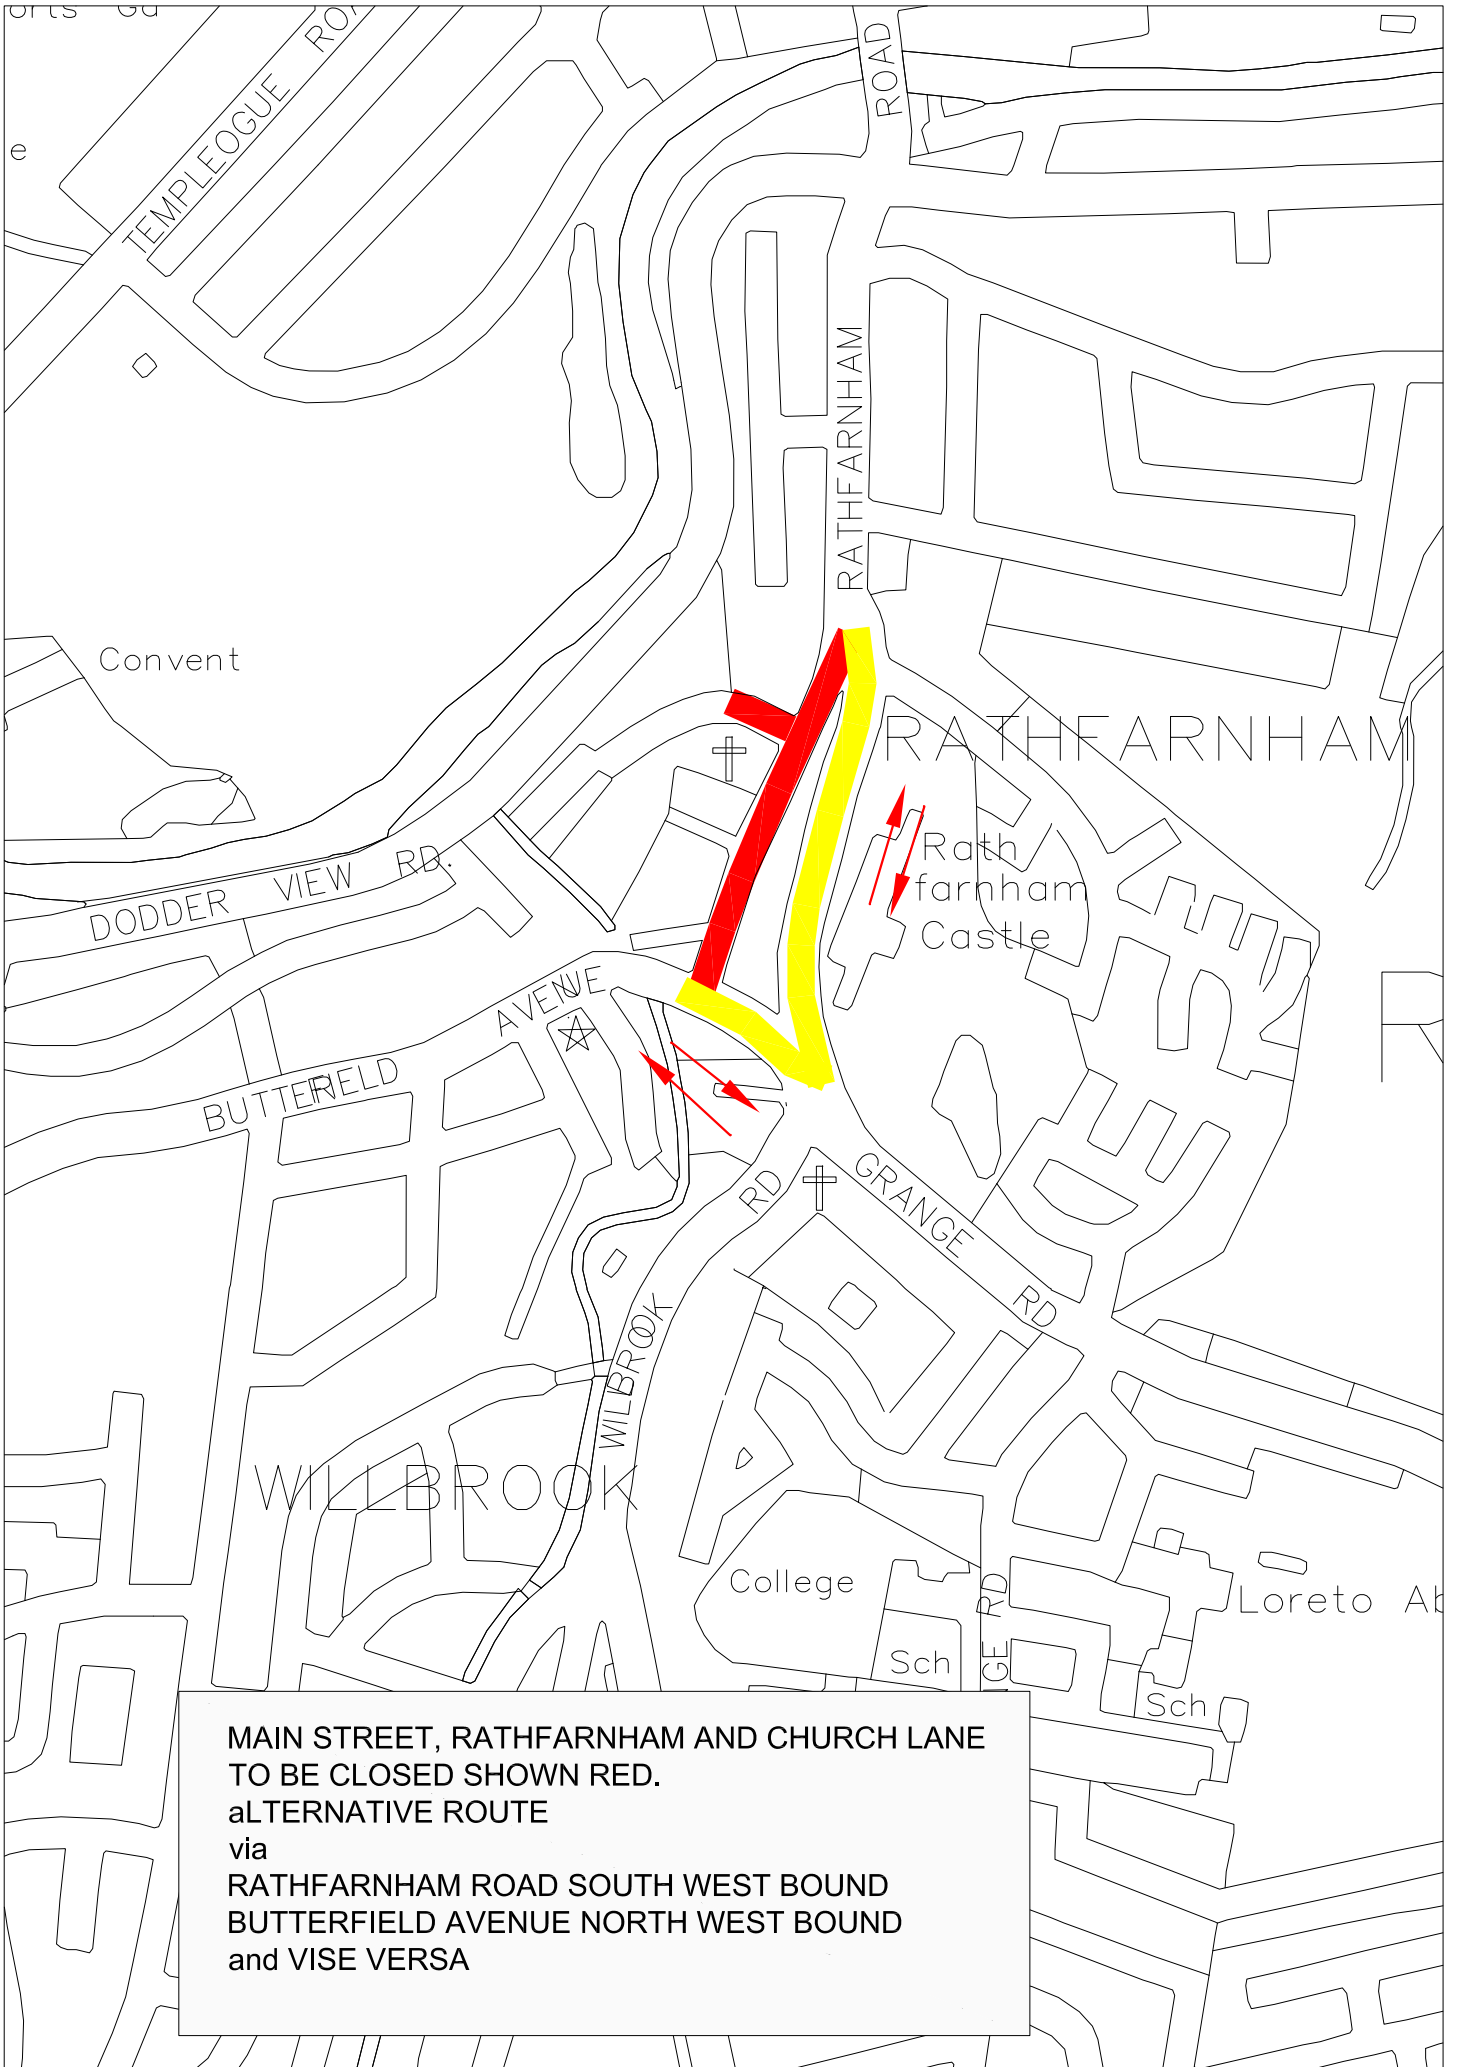 TEMPLEOGUE
ROAD
e
RATHFARNHAM
Convent
RATHFARNHAM
Rath
farnham
Castle
DODDER VIEW RD.
AVENUE
BUTTERFIELD
R
RD
GRANGE
RD
WILLBROOK
WILLBROOK
College
RD
Loreto
Sch
Sch
MAIN STREET, RATHFARNHAM AND CHURCH LANE
TO BE CLOSED SHOWN RED.
aLTERNATIVE ROUTE
via
RATHFARNHAM ROAD SOUTH WEST BOUND
BUTTERFIELD AVENUE NORTH WEST BOUND
and VISE VERSA